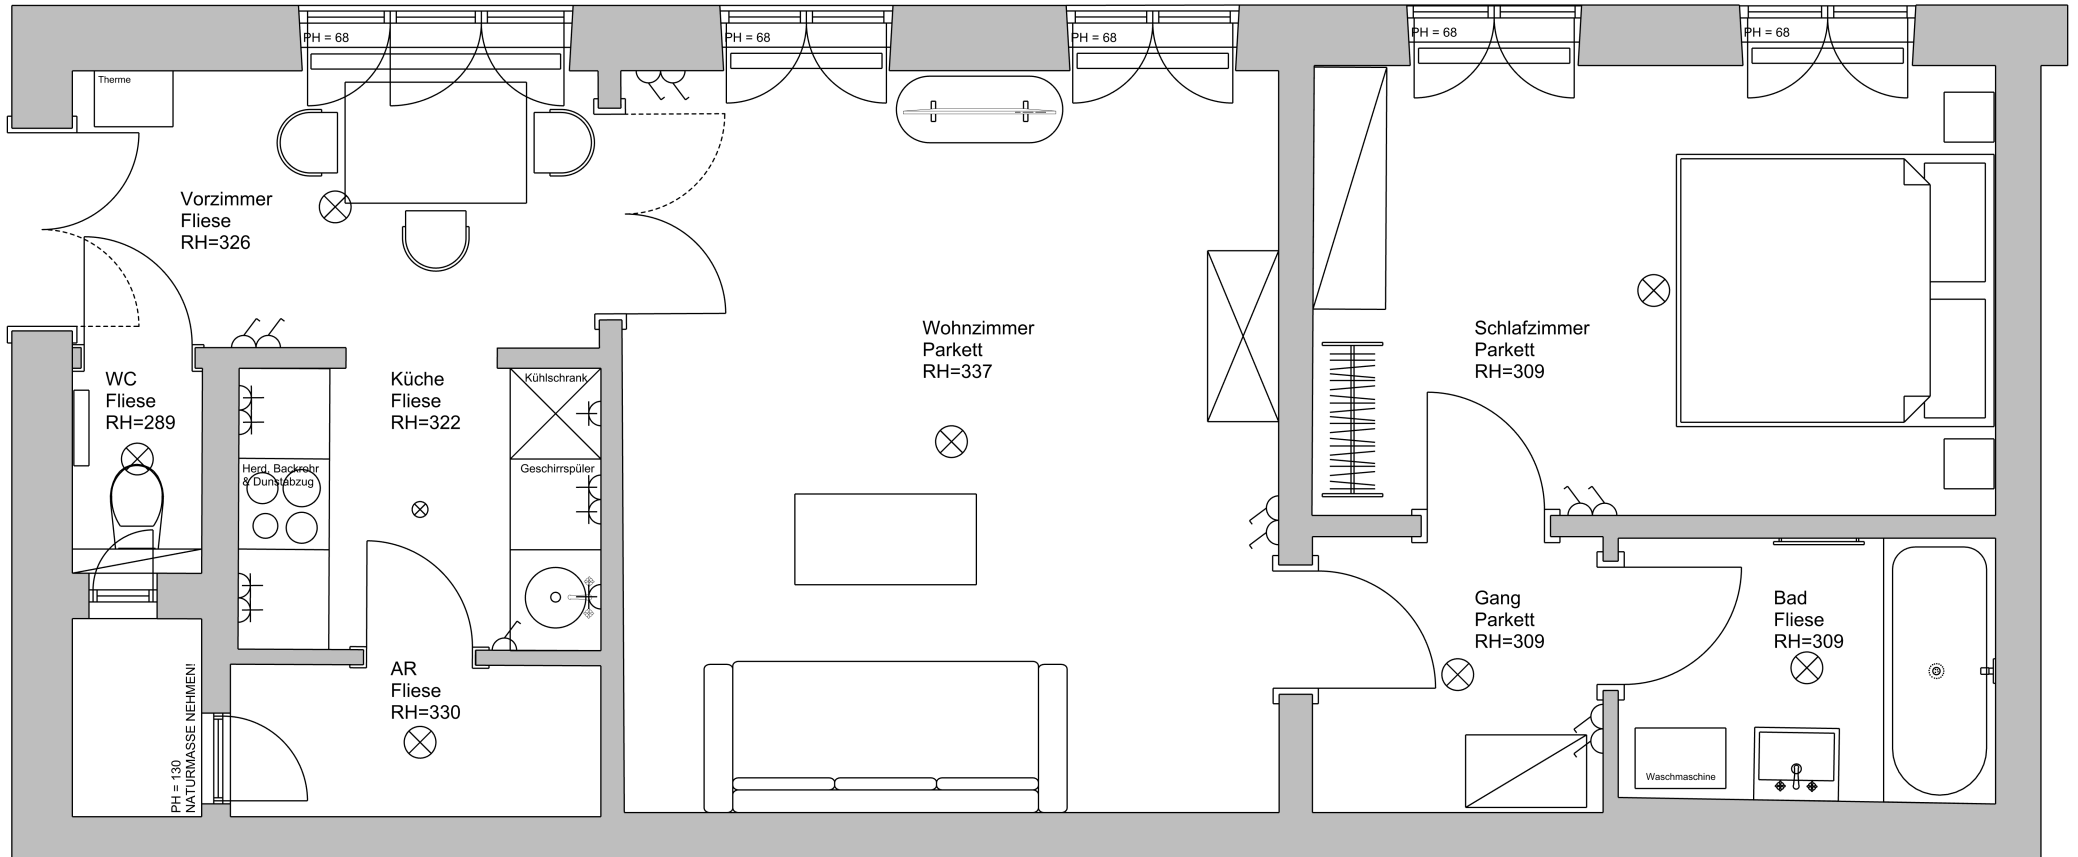 PH = 68
PH = 68
PH = 68
PH = 68
PH = 68
Therme
Vorzimmer
Fliese
RH=326
Wohnzimmer
Parkett
RH=337
Schlafzimmer
Parkett
RH=309
WC
Fliese
RH=289
Küche
Fliese
RH=322
Kühlschrank
Herd, Backrohr
& Dunstabzug
Geschirrspüler
Gang
Parkett
RH=309
Bad
Fliese
RH=309
AR
Fliese
RH=330
PH = 130
NATURMASSE NEHMEN!
Waschmaschine